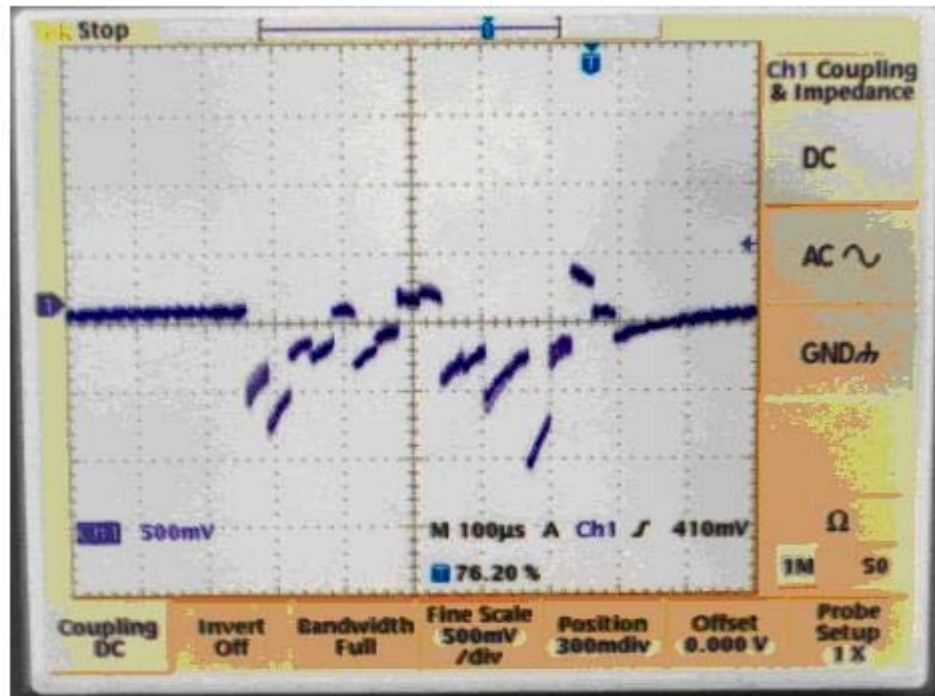 Stop
Ch1 Coupling
& Impedance
DC
AC
GND
Ω
1M 50
1
500mV
M 100µs A Ch1 410mV
76.20 %
Coupling
DC
Invert
Off
Bandwidth
Full
Fine Scale
500mV
/div
Position
300mdiv
Offset
0.000 V
Probe
Setup
1 X